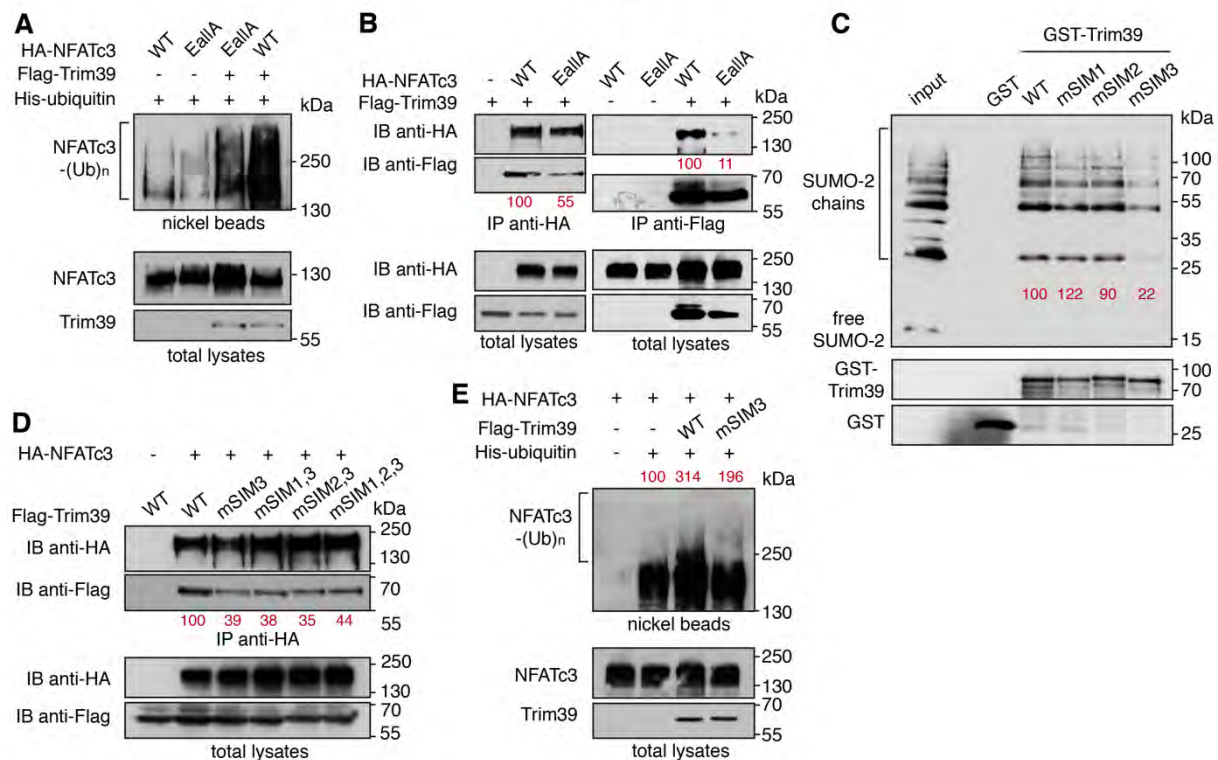 A
HA-NFATc3 WT EallA EallA WT
Flag-Trim39 - - + +
His-ubiquitin + + + +
kDa
NFATc3
-(Ub)n
250
130
nickel beads
NFATc3
130
Trim39
55
total lysates
B
HA-NFATc3 - WT EallA WT EallA WT EallA
Flag-Trim39 + + + - - + +
kDa
IB anti-HA
250
130
100 11
IB anti-Flag
70
55
100 55
IP anti-HA IP anti-Flag
IB anti-HA
250
130
IB anti-Flag
70
55
total lysates total lysates
C
GST-Trim39
input GST WT mSIM1 mSIM2 mSIM3
kDa
SUMO-2
chains
100
70
55
35
25
100 122 90 22
free
SUMO-2
15
GST-
Trim39
100
70
GST
25
D
HA-NFATc3 - + + + + +
Flag-Trim39 WT WT mSIM3 mSIM1,3 mSIM2,3 mSIM1,2,3
kDa
IB anti-HA
250
130
IB anti-Flag
70
55
100 39 38 35 44
IP anti-HA
IB anti-HA
250
130
IB anti-Flag
70
55
total lysates
E
HA-NFATc3 + + + +
Flag-Trim39 - - WT mSIM3
His-ubiquitin - + + +
100 314 196
kDa
NFATc3
-(Ub)n
250
130
nickel beads
NFATc3
250
130
Trim39
70
55
total lysates